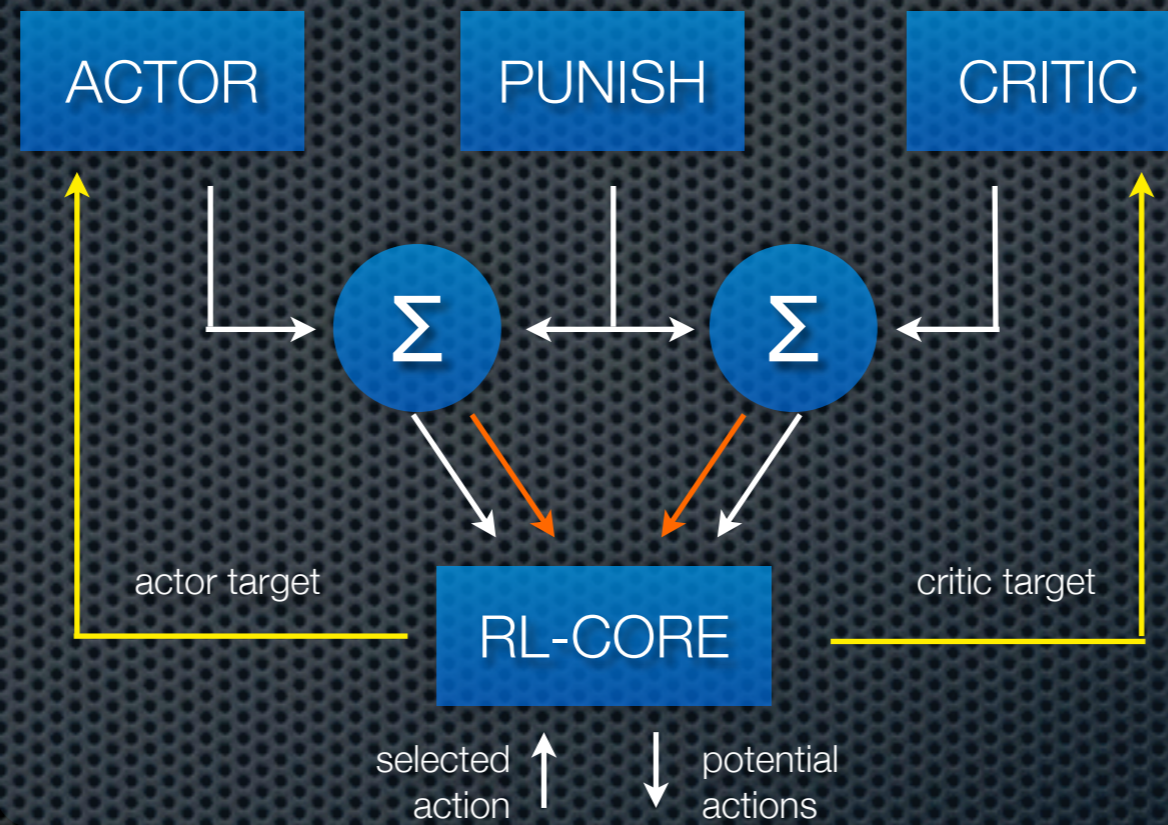 ACTOR
PUNISH
CRITIC
Σ
Σ
actor target
critic target
RL-CORE
selected
action
potential
actions